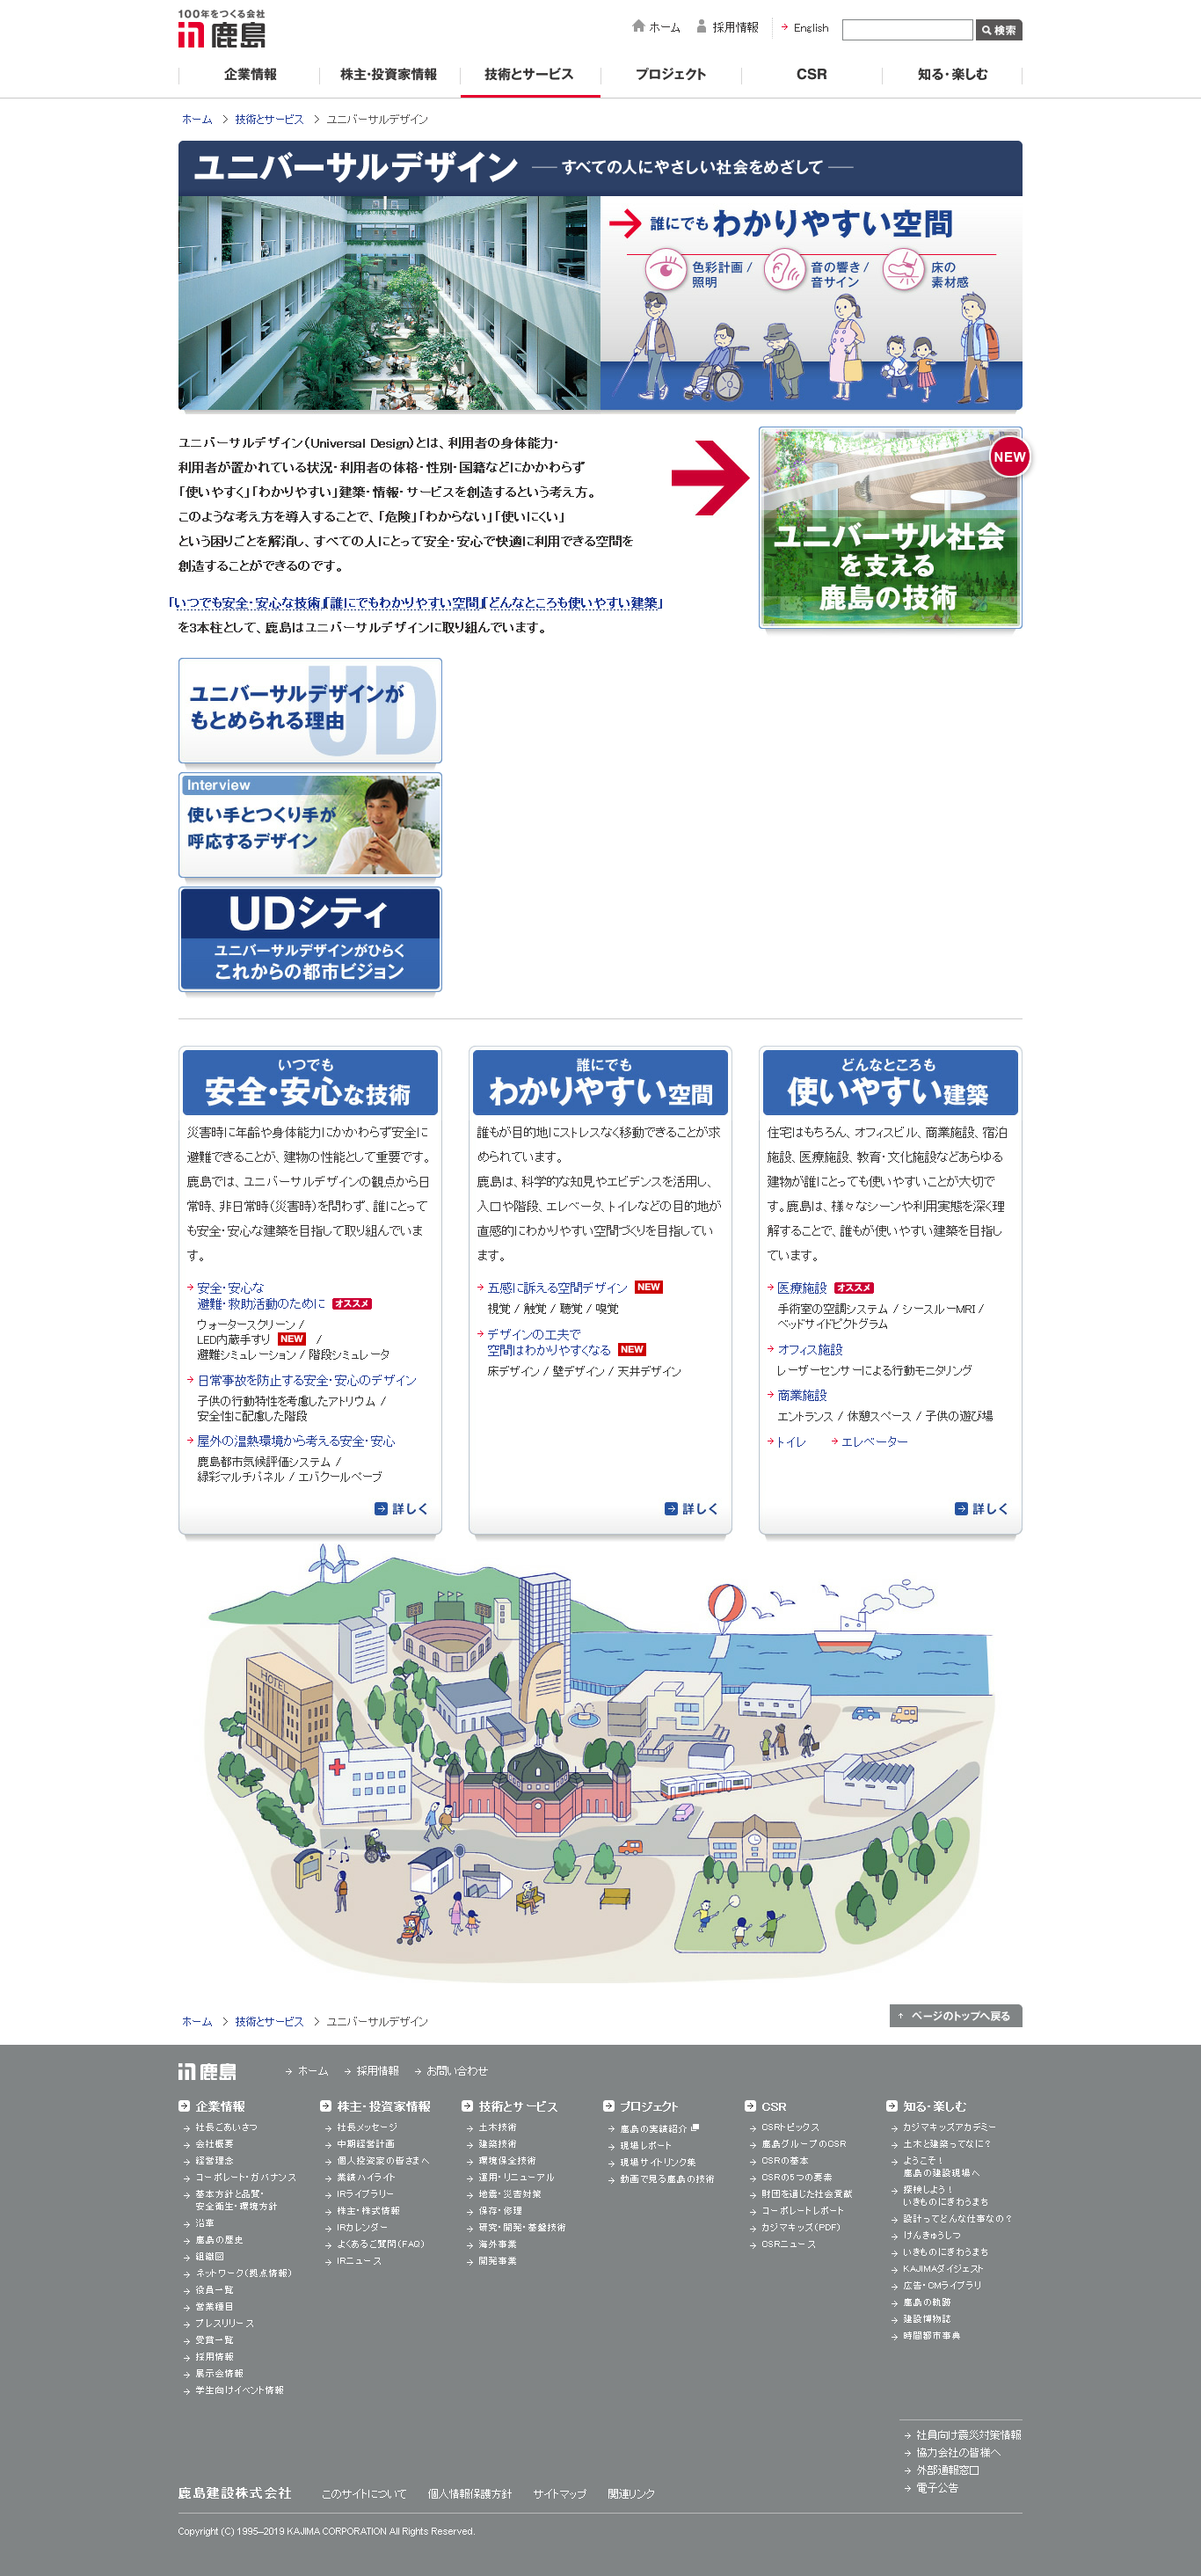 100年をつくる会社
鹿島
ホーム
採用情報
English
検索
企業情報
株主・投資家情報
技術とサービス
プロジェクト
CSR
知る・楽しむ
ホーム > 技術とサービス > ユニバーサルデザイン
ユニバーサルデザイン ── すべての人にやさしい社会をめざして ──
→ 誰にでも わかりやすい空間
色彩計画 /
照明
音の響き /
音サイン
床の
素材感
ユニバーサルデザイン(Universal Design)とは、利用者の身体能力・
利用者が置かれている状況・利用者の体格・性別・国籍などにかかわらず
「使いやすく」「わかりやすい」建築・情報・サービスを創造するという考え方。
このような考え方を導入することで、「危険」「わからない」「使いにくい」
という困りごとを解消し、すべての人にとって安全・安心で快適に利用できる空間を
創造することができるのです。
「いつでも安全・安心な技術」「誰にでもわかりやすい空間」「どんなところも使いやすい建築」
を3本柱として、鹿島はユニバーサルデザインに取り組んでいます。
NEW
ユニバーサル社会
を支える
鹿島の技術
UD
ユニバーサルデザインが
もとめられる理由
Interview
使い手とつくり手が
呼応するデザイン
UDシティ
ユニバーサルデザインがひらく
これからの都市ビジョン
いつでも
安全・安心な技術
災害時に年齢や身体能力にかかわらず安全に
避難できることが、建物の性能として重要です。
鹿島では、ユニバーサルデザインの観点から日
常時、非日常時(災害時)を問わず、誰にとって
も安全・安心な建築を目指して取り組んでいま
す。
安全・安心な
避難・救助活動のために オススメ
ウォータースクリーン /
LED内蔵手すり NEW /
避難シミュレーション / 階段シミュレータ
日常事故を防止する安全・安心のデザイン
子供の行動特性を考慮したアトリウム /
安全性に配慮した階段
屋外の温熱環境から考える安全・安心
鹿島都市気候評価システム /
緑彩マルチパネル / エバクールペーブ
詳しく
誰にでも
わかりやすい空間
誰もが目的地にストレスなく移動できることが求
められています。
鹿島は、科学的な知見やエビデンスを活用し、
入口や階段、エレベータ、トイレなどの目的地が
直感的にわかりやすい空間づくりを目指してい
ます。
五感に訴える空間デザイン NEW
視覚 / 触覚 / 聴覚 / 嗅覚
デザインの工夫で
空間はわかりやすくなる NEW
床デザイン / 壁デザイン / 天井デザイン
詳しく
どんなところも
使いやすい建築
住宅はもちろん、オフィスビル、商業施設、宿泊
施設、医療施設、教育・文化施設などあらゆる
建物が誰にとっても使いやすいことが大切で
す。鹿島は、様々なシーンや利用実態を深く理
解することで、誰もが使いやすい建築を目指し
ています。
医療施設 オススメ
手術室の空調システム / シースルーMRI /
ベッドサイドピクトグラム
オフィス施設
レーザーセンサーによる行動モニタリング
商業施設
エントランス / 休憩スペース / 子供の遊び場
トイレ エレベーター
詳しく
HOTEL
ホーム > 技術とサービス > ユニバーサルデザイン
ページのトップへ戻る
鹿島
ホーム
採用情報
お問い合わせ
企業情報
社長ごあいさつ
会社概要
経営理念
コーポレート・ガバナンス
基本方針と品質・
安全衛生・環境方針
沿革
鹿島の歴史
組織図
ネットワーク(拠点情報)
役員一覧
営業種目
プレスリリース
受賞一覧
採用情報
展示会情報
学生向けイベント情報
株主・投資家情報
社長メッセージ
中期経営計画
個人投資家の皆さまへ
業績ハイライト
IRライブラリー
株主・株式情報
IRカレンダー
よくあるご質問(FAQ)
IRニュース
技術とサービス
土木技術
建築技術
環境保全技術
運用・リニューアル
地震・災害対策
保存・修理
研究・開発・基盤技術
海外事業
開発事業
プロジェクト
鹿島の実績紹介
現場レポート
現場サイトリンク集
動画で見る鹿島の技術
CSR
CSRトピックス
鹿島グループのCSR
CSRの基本
CSRの5つの要素
財団を通じた社会貢献
コーポレートレポート
カジマキッズ(PDF)
CSRニュース
知る・楽しむ
カジマキッズアカデミー
土木と建築ってなに?
ようこそ!
鹿島の建設現場へ
探検しよう!
いきものにぎわうまち
設計ってどんな仕事なの?
けんきゅうしつ
いきものにぎわうまち
KAJIMAダイジェスト
広告・CMライブラリ
鹿島の軌跡
建設博物誌
時間都市事典
社員向け震災対策情報
協力会社の皆様へ
外部通報窓口
電子公告
鹿島建設株式会社
このサイトについて
個人情報保護方針
サイトマップ
関連リンク
Copyright (C) 1995–2019 KAJIMA CORPORATION All Rights Reserved.